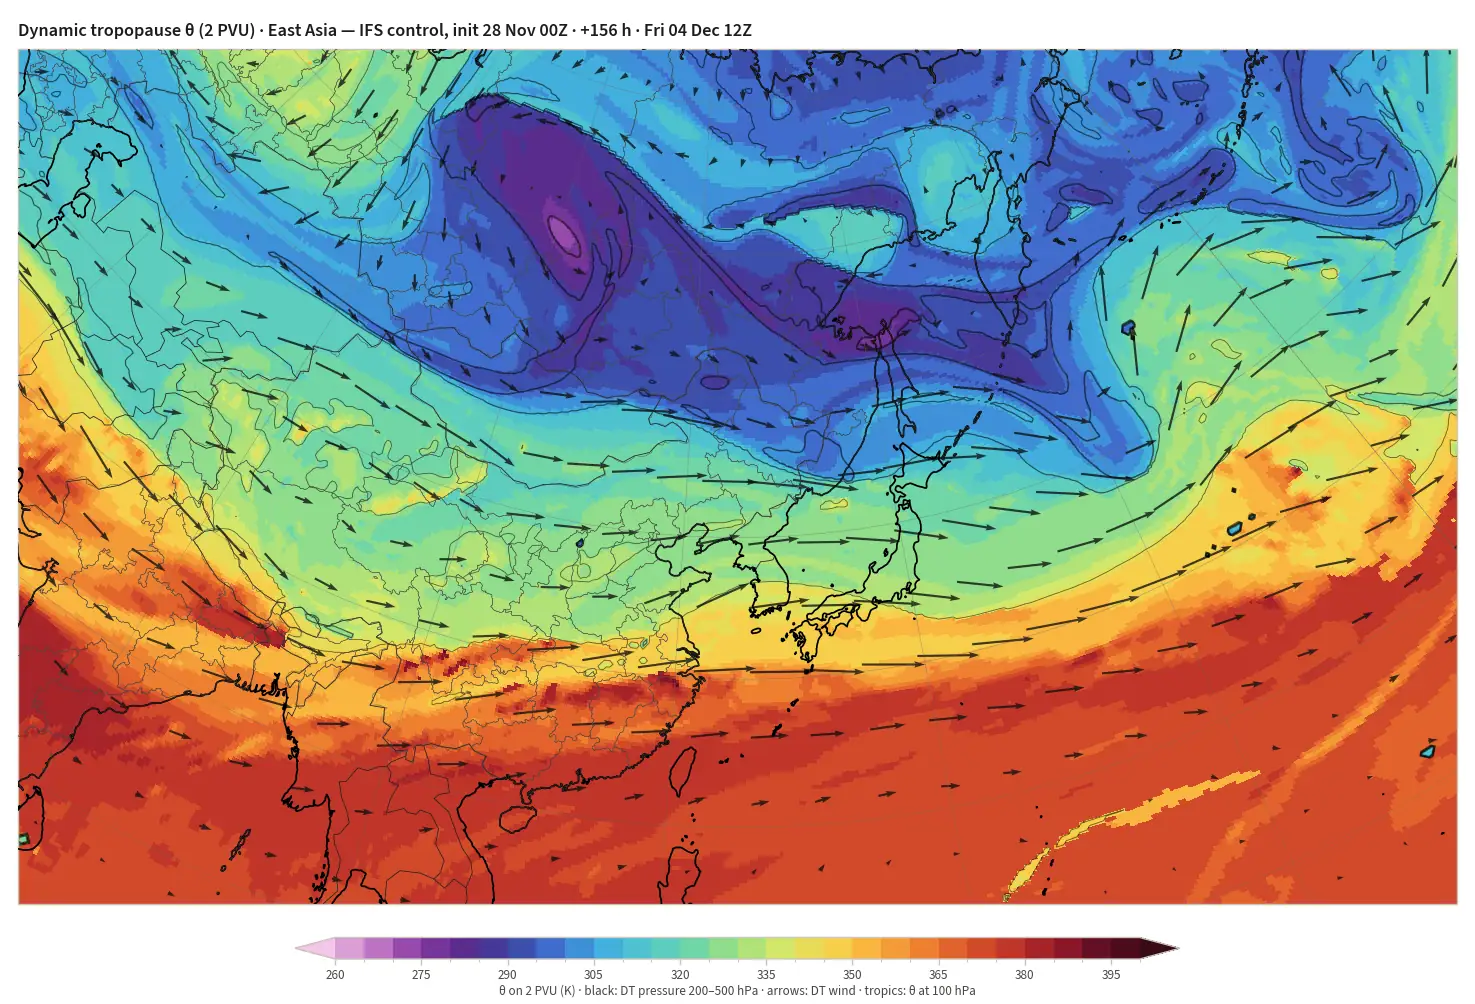 Dynamic tropopause θ (2 PVU) · East Asia — IFS control, init 28 Nov 00Z · +156 h · Fri 04 Dec 12Z
260 275 290 305 320 335 350 365 380 395
θ on 2 PVU (K) · black: DT pressure 200–500 hPa · arrows: DT wind · tropics: θ at 100 hPa